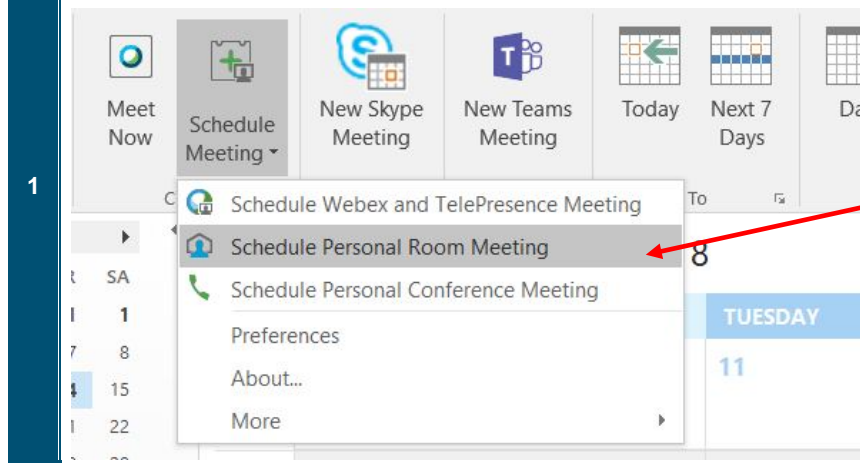 Meet
Now
Schedule
Meeting
New Skype
Meeting
New Teams
Meeting
Today
Next 7
Days
1
To
Schedule Webex and TelePresence Meeting
Schedule Personal Room Meeting
Schedule Personal Conference Meeting
Preferences
About...
More
8
SA
1
8
15
22
TUESDAY
11